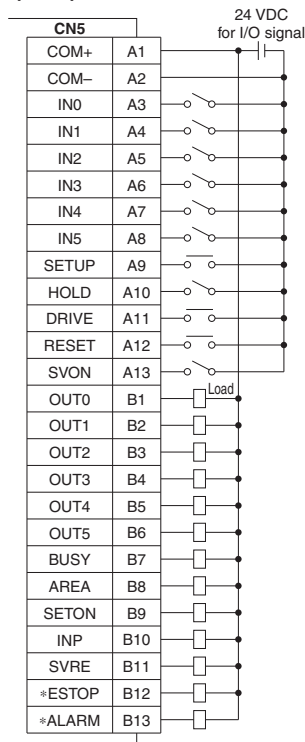 24 VDC
for I/O signal
CN5
COM+ A1
COM– A2
IN0 A3
IN1 A4
IN2 A5
IN3 A6
IN4 A7
IN5 A8
SETUP A9
HOLD A10
DRIVE A11
RESET A12
SVON A13
OUT0 B1 Load
OUT1 B2
OUT2 B3
OUT3 B4
OUT4 B5
OUT5 B6
BUSY B7
AREA B8
SETON B9
INP B10
SVRE B11
∗ESTOP B12
∗ALARM B13